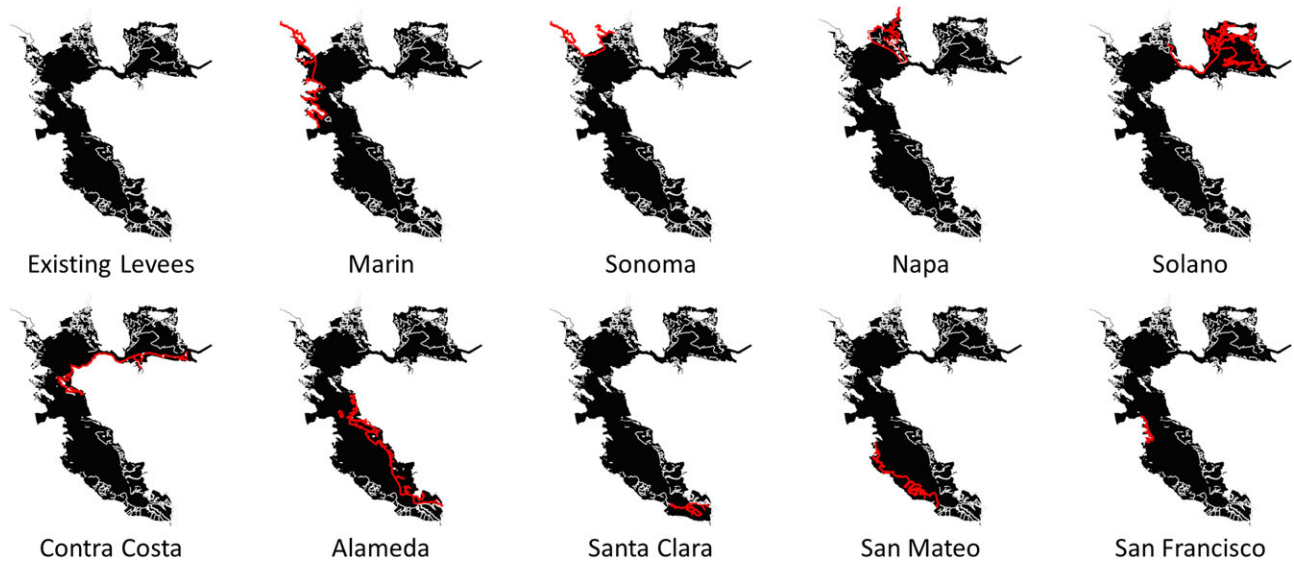 Existing Levees
Marin
Sonoma
Napa
Solano
Contra Costa
Alameda
Santa Clara
San Mateo
San Francisco